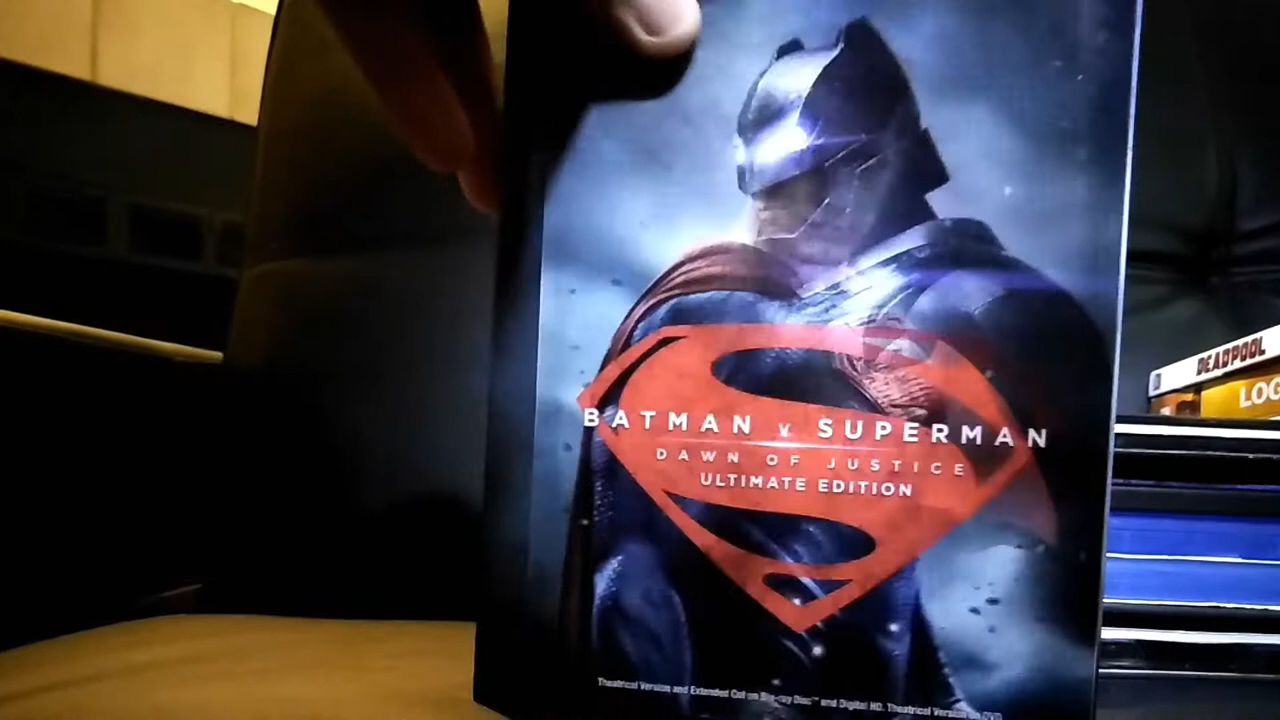 BATMAN v SUPERMAN
DAWN OF JUSTICE
ULTIMATE EDITION
Theatrical Version and Extended Cut on Blu-ray Disc™ and Digital HD. Theatrical Version on DVD
DEADPOOL
LOG